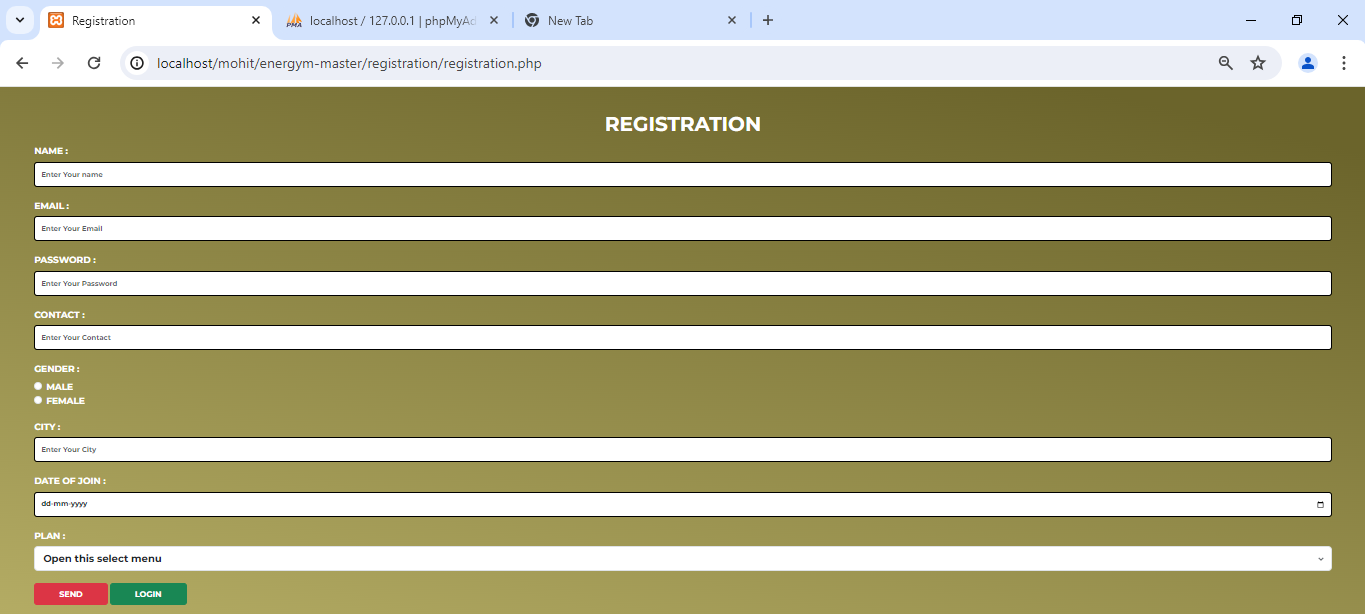 Registration
localhost / 127.0.0.1 | phpMyAd
New Tab
localhost/mohit/energym-master/registration/registration.php
REGISTRATION
NAME :
Enter Your name
EMAIL :
Enter Your Email
PASSWORD :
Enter Your Password
CONTACT :
Enter Your Contact
GENDER :
MALE
FEMALE
CITY :
Enter Your City
DATE OF JOIN :
dd-mm-yyyy
PLAN :
Open this select menu
SEND LOGIN